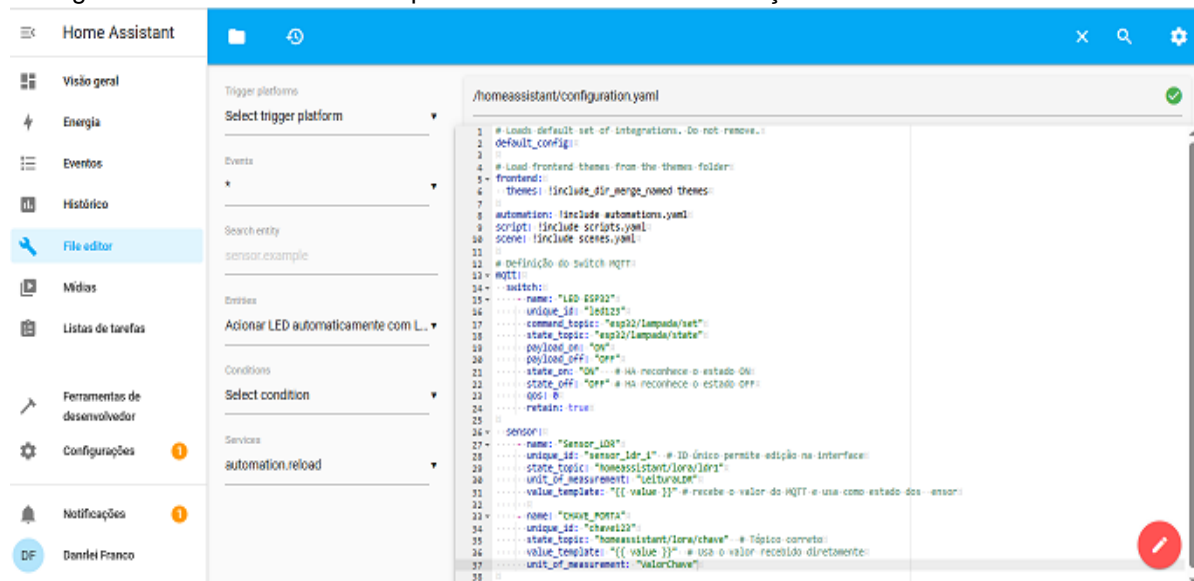 Home Assistant
Visão geral
Energia
Eventos
Histórico
File editor
Mídias
Listas de tarefas
Ferramentas de
desenvolvedor
Configurações 1
Notificações 1
DF Danrlei Franco
Trigger platforms
Select trigger platform
Events
*
Search entity
sensor.example
Entities
Acionar LED automaticamente com L...
Conditions
Select condition
Services
automation.reload
/homeassistant/configuration.yaml
1 # Loads default set of integrations. Do not remove.
2 default_config:
3
4 # Load frontend themes from the themes folder
5 frontend:
6 themes: !include_dir_merge_named themes
7
8 automation: !include automations.yaml
9 script: !include scripts.yaml
10 scene: !include scenes.yaml
11
12 # Definição do Switch MQTT
13 mqtt:
14 switch:
15 - name: "LED ESP32"
16 unique_id: "led123"
17 command_topic: "esp32/lampada/set"
18 state_topic: "esp32/lampada/state"
19 payload_on: "ON"
20 payload_off: "OFF"
21 state_on: "ON" # HA reconhece o estado ON
22 state_off: "OFF" # HA reconhece o estado OFF
23 qos: 0
24 retain: true
25
26 sensor:
27 - name: "Sensor_LDR"
28 unique_id: "sensor_ldr_1" # ID único permite edição na interface
29 state_topic: "homeassistant/lora/ldr1"
30 unit_of_measurement: "LeituraLDR"
31 value_template: "{{ value }}" # recebe o valor do MQTT e usa como estado dos ensor
32
33 - name: "CHAVE_PORTA"
34 unique_id: "chave123"
35 state_topic: "homeassistant/lora/chave" # Tópico correto
36 value_template: "{{ value }}" # Usa o valor recebido diretamente
37 unit_of_measurement: "ValorChave"
38